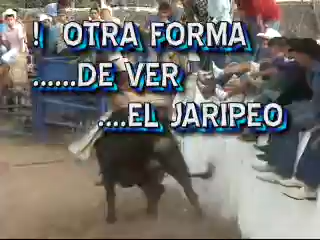 ! OTRA FORMA
......DE VER
....EL JARIPEO